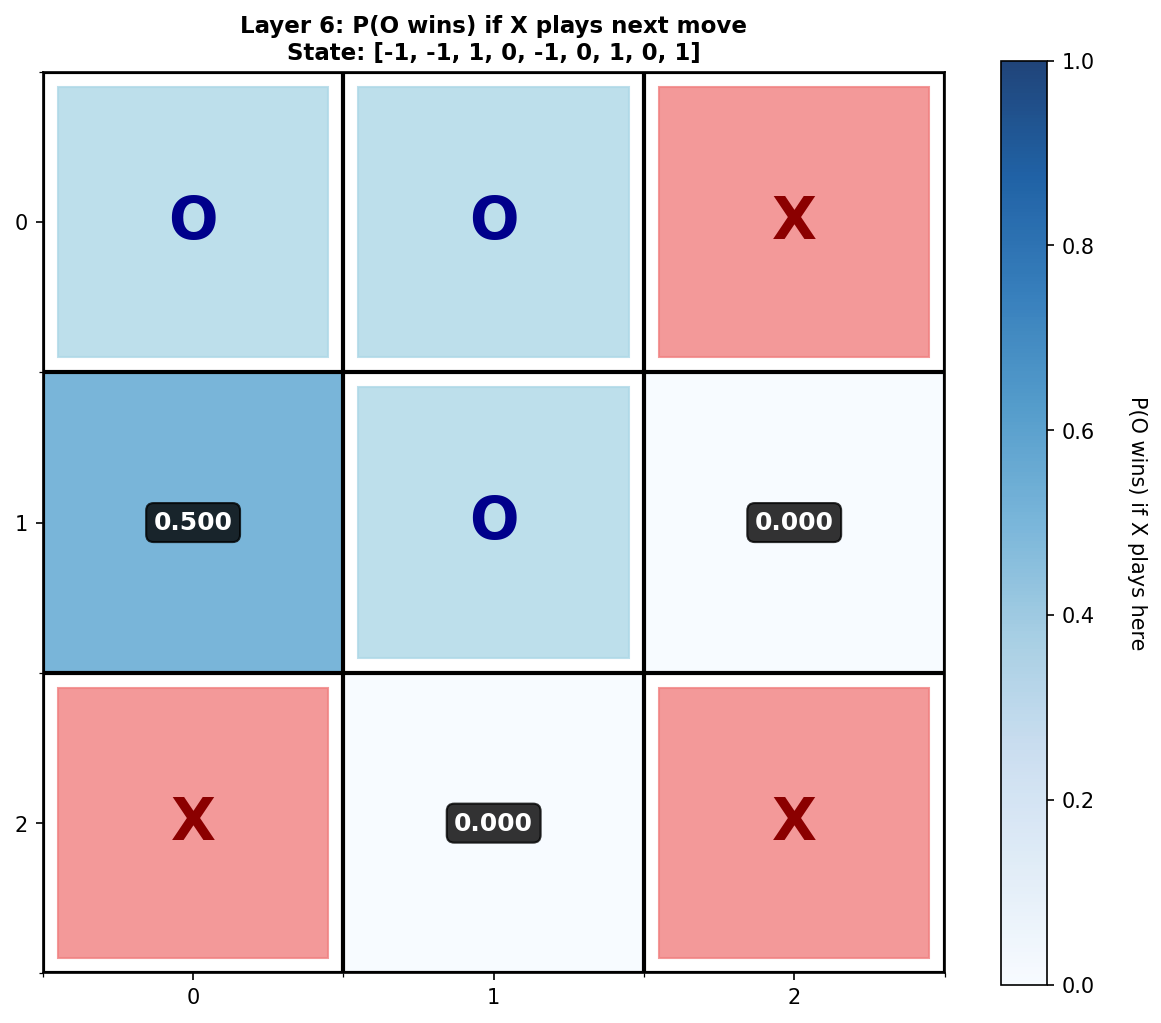 Layer 6: P(O wins) if X plays next move
State: [-1, -1, 1, 0, -1, 0, 1, 0, 1]
0
O
O
X
1
0.500
O
0.000
2
X
0.000
X
0
1
2
1.0
0.8
0.6
0.4
0.2
0.0
P(O wins) if X plays here